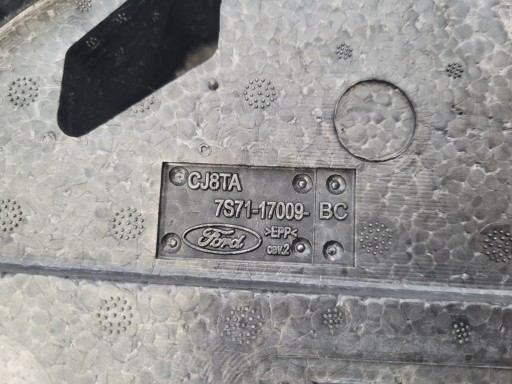 CJ8TA
7S71-17009-BC
Ford >EPP<
cav.2